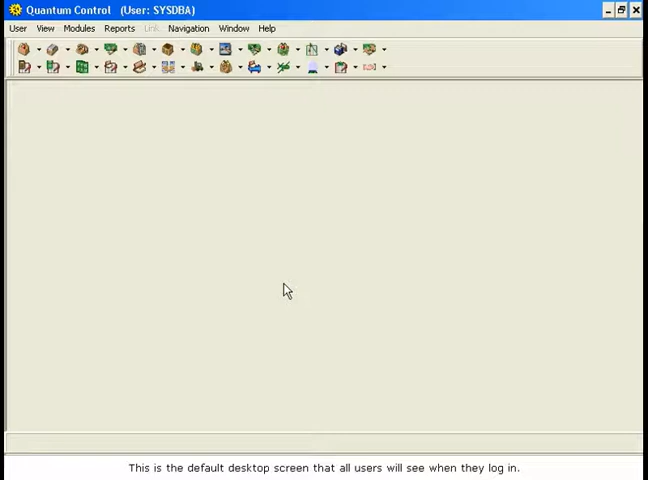 Quantum Control (User: SYSDBA)
User View Modules Reports Link Navigation Window Help
This is the default desktop screen that all users will see when they log in.